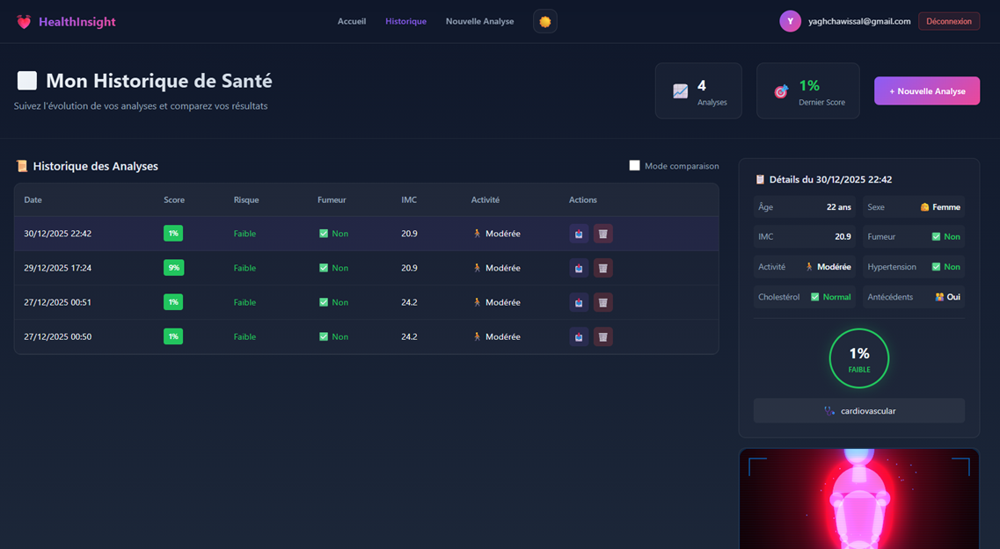 HealthInsight
Accueil
Historique
Nouvelle Analyse
Y
yaghchawissal@gmail.com
Déconnexion
Mon Historique de Santé
Suivez l'évolution de vos analyses et comparez vos résultats
4
Analyses
1%
Dernier Score
+ Nouvelle Analyse
Historique des Analyses
Mode comparaison
Date Score Risque Fumeur IMC Activité Actions
30/12/2025 22:42 1% Faible Non 20.9 Modérée
29/12/2025 17:24 9% Faible Non 20.9 Modérée
27/12/2025 00:51 1% Faible Non 24.2 Modérée
27/12/2025 00:50 1% Faible Non 24.2 Modérée
Détails du 30/12/2025 22:42
Âge 22 ans Sexe Femme
IMC 20.9 Fumeur Non
Activité Modérée Hypertension Non
Cholestérol Normal Antécédents Oui
1%
FAIBLE
cardiovascular